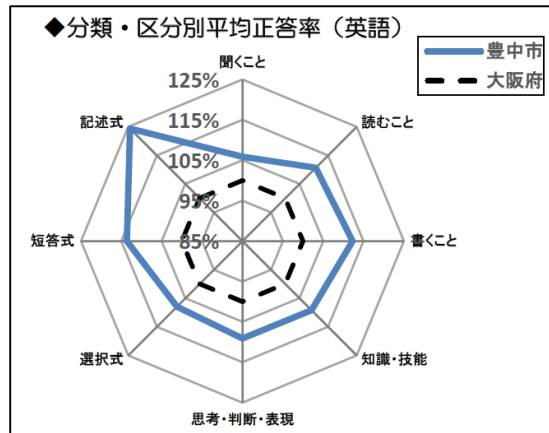 ◆分類・区分別平均正答率（英語）
豊中市
大阪府
聞くこと
読むこと
書くこと
知識・技能
思考・判断・表現
選択式
短答式
記述式
125%
115%
105%
95%
85%